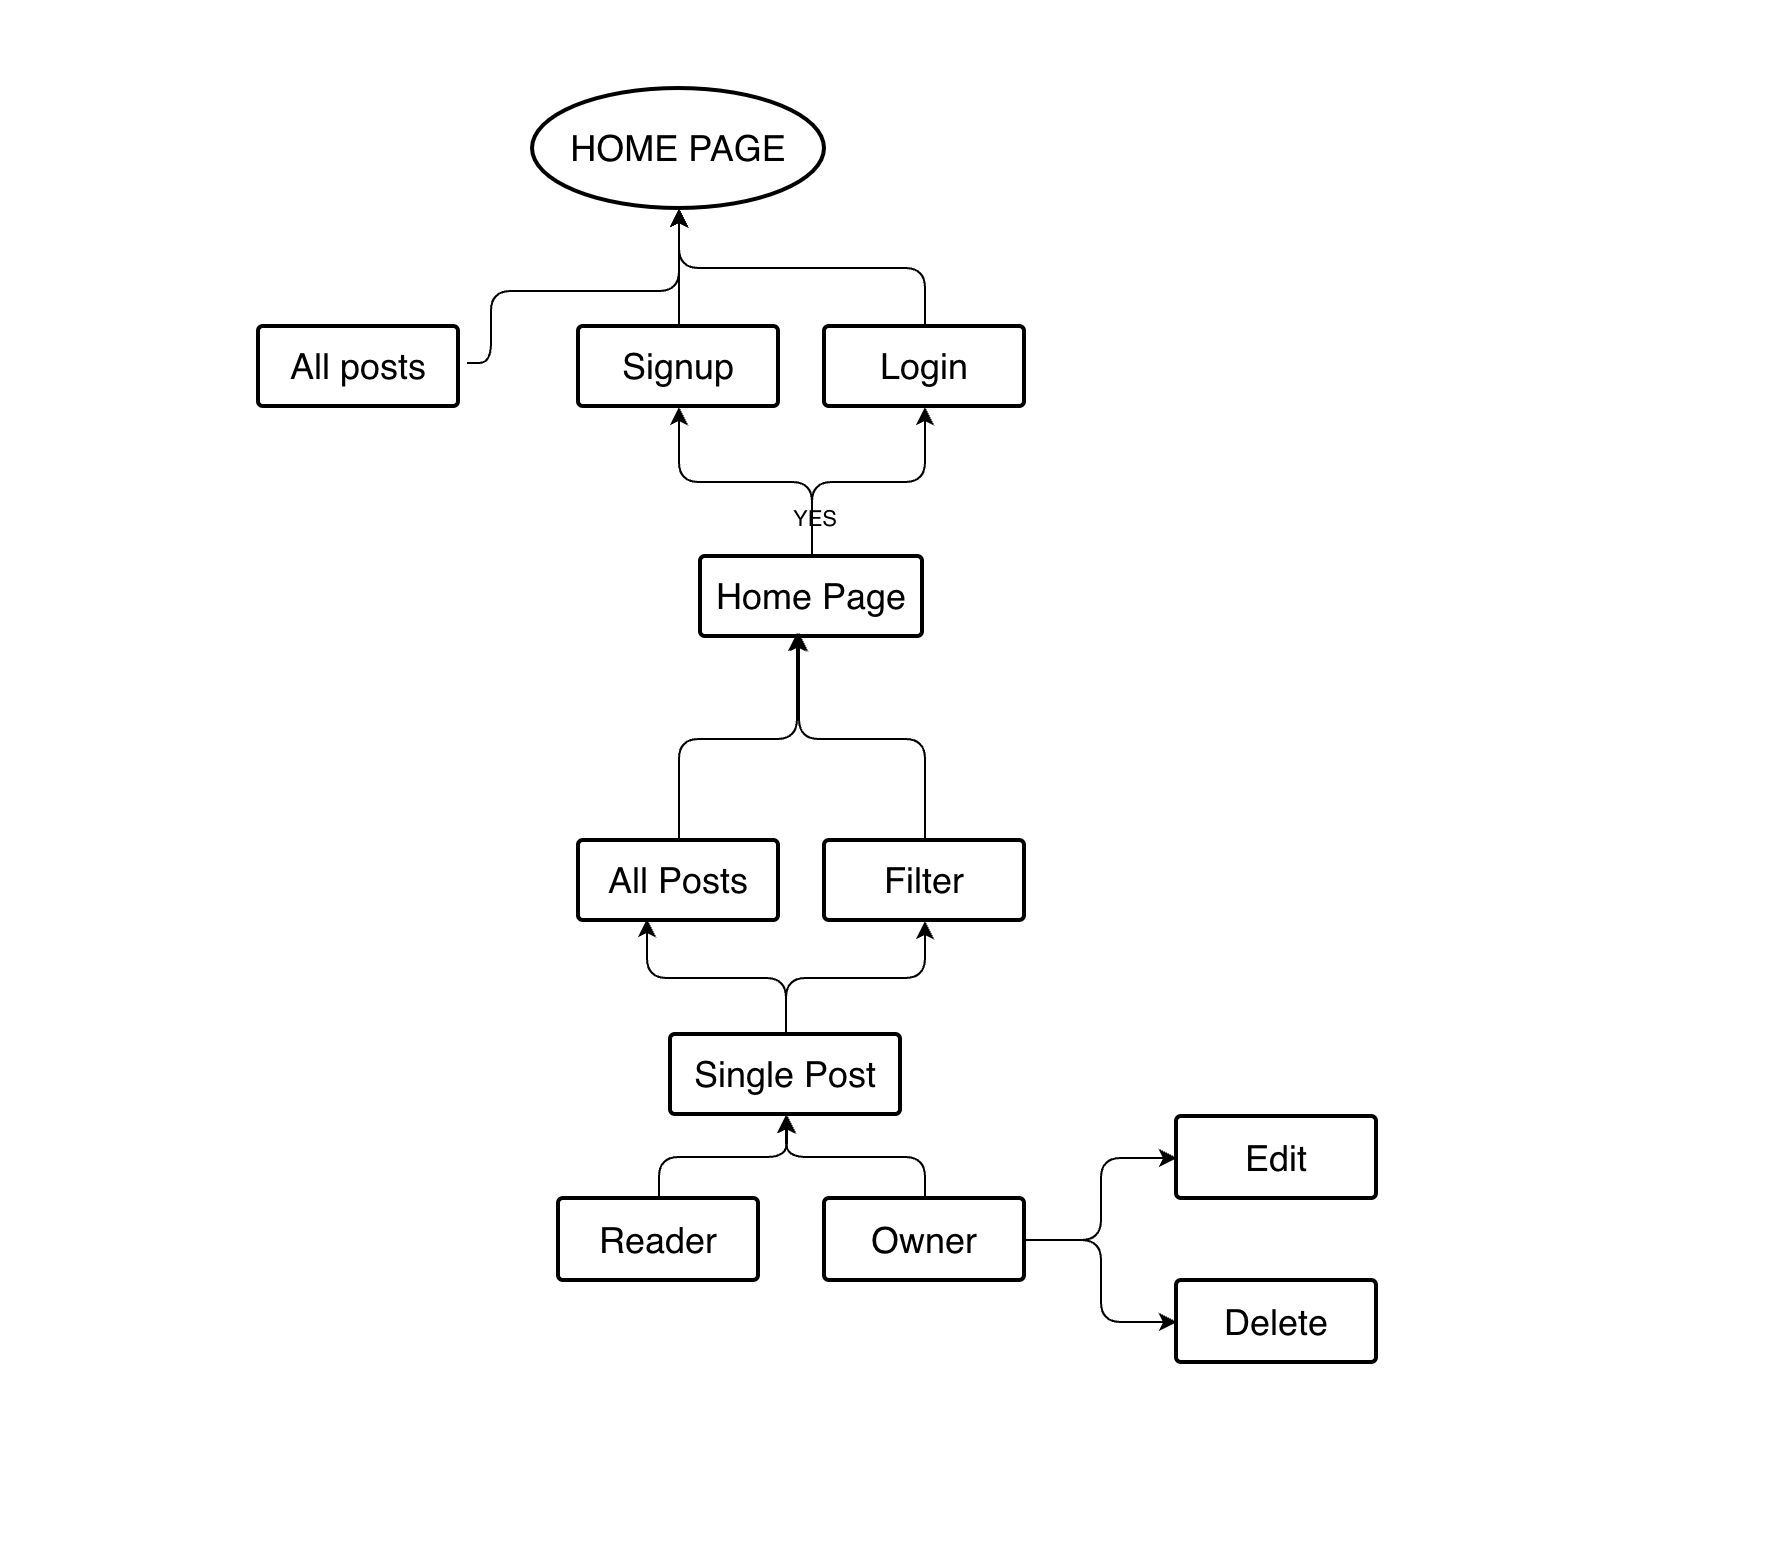 HOME PAGE
All posts
Signup
Login
YES
Home Page
All Posts
Filter
Single Post
Edit
Reader
Owner
Delete